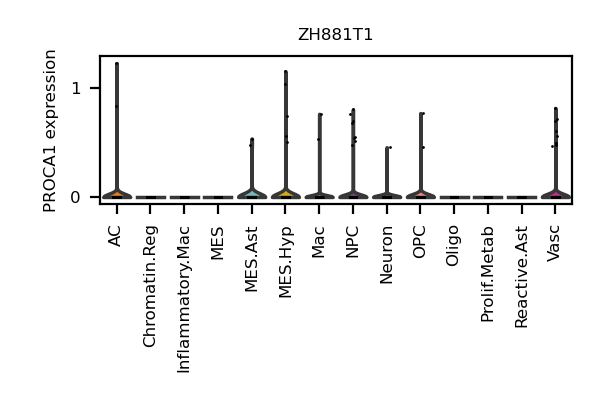 ZH881T1
PROCA1 expression
1
0
AC
Chromatin.Reg
Inflammatory.Mac
MES
MES.Ast
MES.Hyp
Mac
NPC
Neuron
OPC
Oligo
Prolif.Metab
Reactive.Ast
Vasc